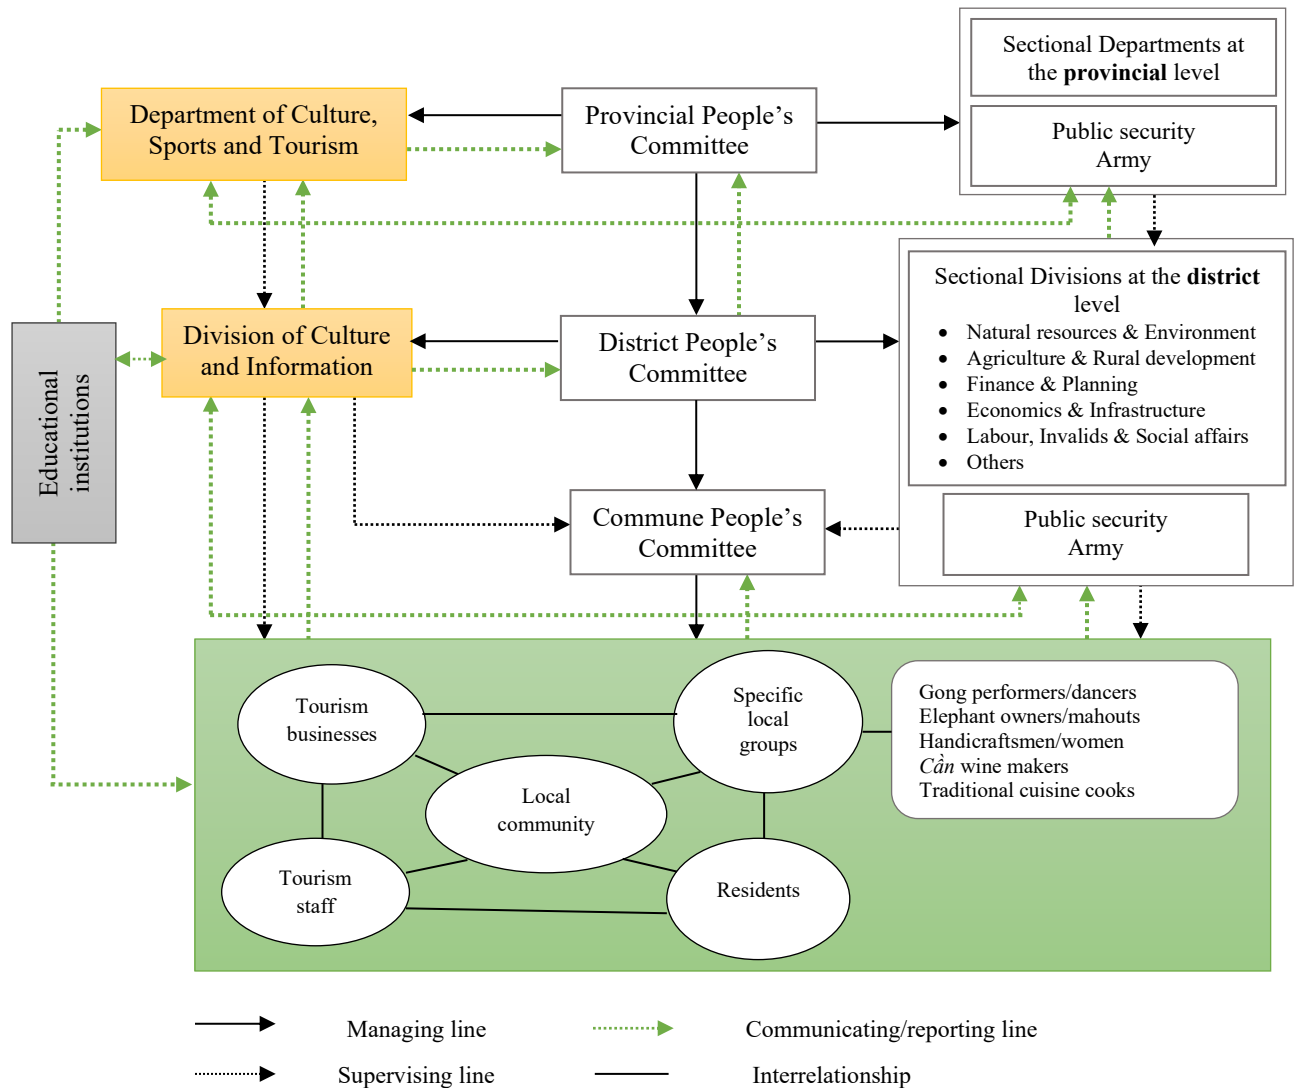 Sectional Departments at
the provincial level
Public security
Army
Department of Culture,
Sports and Tourism
Provincial People’s
Committee
Sectional Divisions at the district
level
• Natural resources & Environment
• Agriculture & Rural development
• Finance & Planning
• Economics & Infrastructure
• Labour, Invalids & Social affairs
• Others
Public security
Army
Division of Culture
and Information
District People’s
Committee
Educational
institutions
Commune People’s
Committee
Tourism
businesses
Specific
local
groups
Gong performers/dancers
Elephant owners/mahouts
Handicraftsmen/women
Cần wine makers
Traditional cuisine cooks
Local
community
Tourism
staff
Residents
Managing line
Communicating/reporting line
Supervising line
Interrelationship